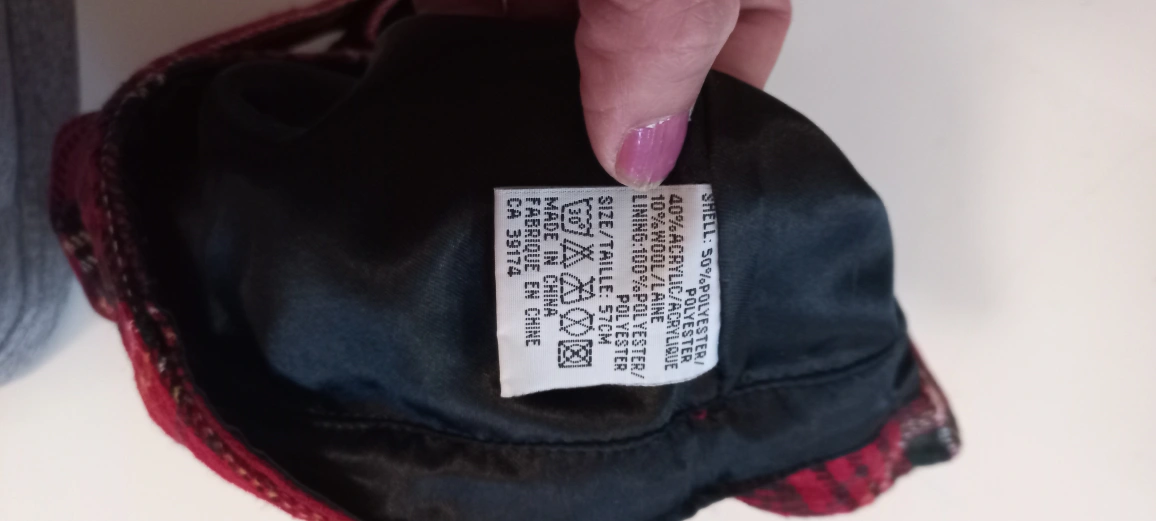 SHELL: 50%POLYESTER/
POLYESTER
40%ACRYLIC/ACRYLIQUE
10%WOOL/LAINE
LINING:100%POLYESTER/
POLYESTER
SIZE/TAILLE: 57CM
30°
MADE IN CHINA
FABRIQUE EN CHINE
CA 39174